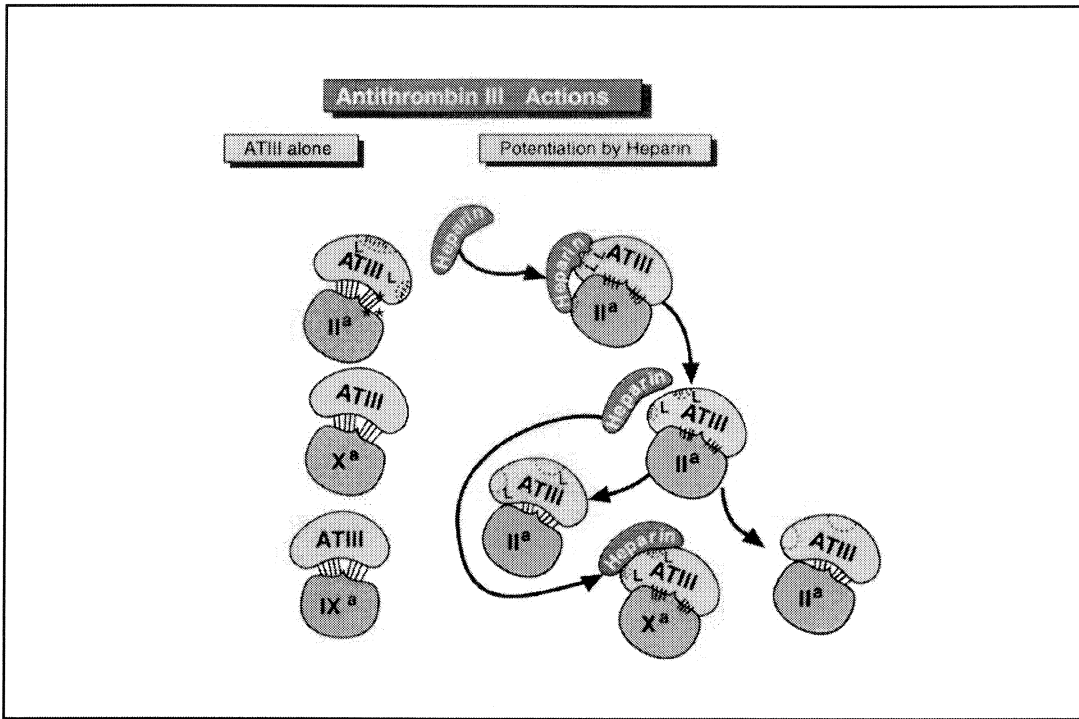 Antithrombin III Actions
ATIII alone
Potentiation by Heparin
L
ATIII L
IIa
ATIII
Xa
ATIII
IXa
Heparin
Heparin
L
L
ATIII
IIa
Heparin
L
L
ATIII
IIa
L
ATIII
L
IIa
Heparin
L
ATIII
L
Xa
ATIII
IIa